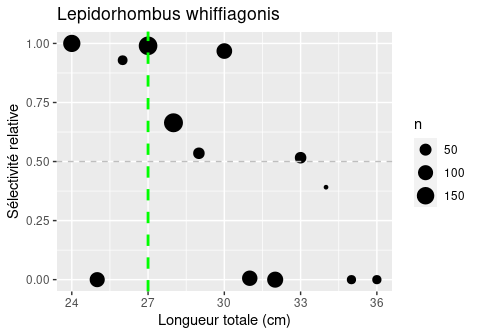 Lepidorhombus whiffiagonis
1.00
0.75
0.50
0.25
0.00
Sélectivité relative
24 27 30 33 36
Longueur totale (cm)
n
50
100
150